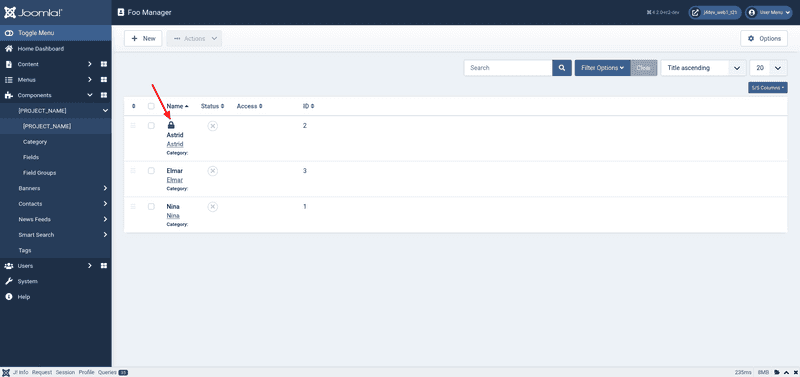 Joomla!
Foo Manager
4.2.0-rc2-dev
j4dev_web1_t21
User Menu
Toggle Menu
Home Dashboard
Content
Menus
Components
[PROJECT_NAME]
[PROJECT_NAME]
Category
Fields
Field Groups
Banners
Contacts
News Feeds
Smart Search
Tags
Users
System
Help
New
Actions
Options
Search
Filter Options
Clear
Title ascending
20
5/5 Columns
Name Status Access ID
Astrid
Astrid
Category:
2
Elmar
Elmar
Category:
3
Nina
Nina
Category:
1
J! Info Request Session Profile Queries
235ms 8MB